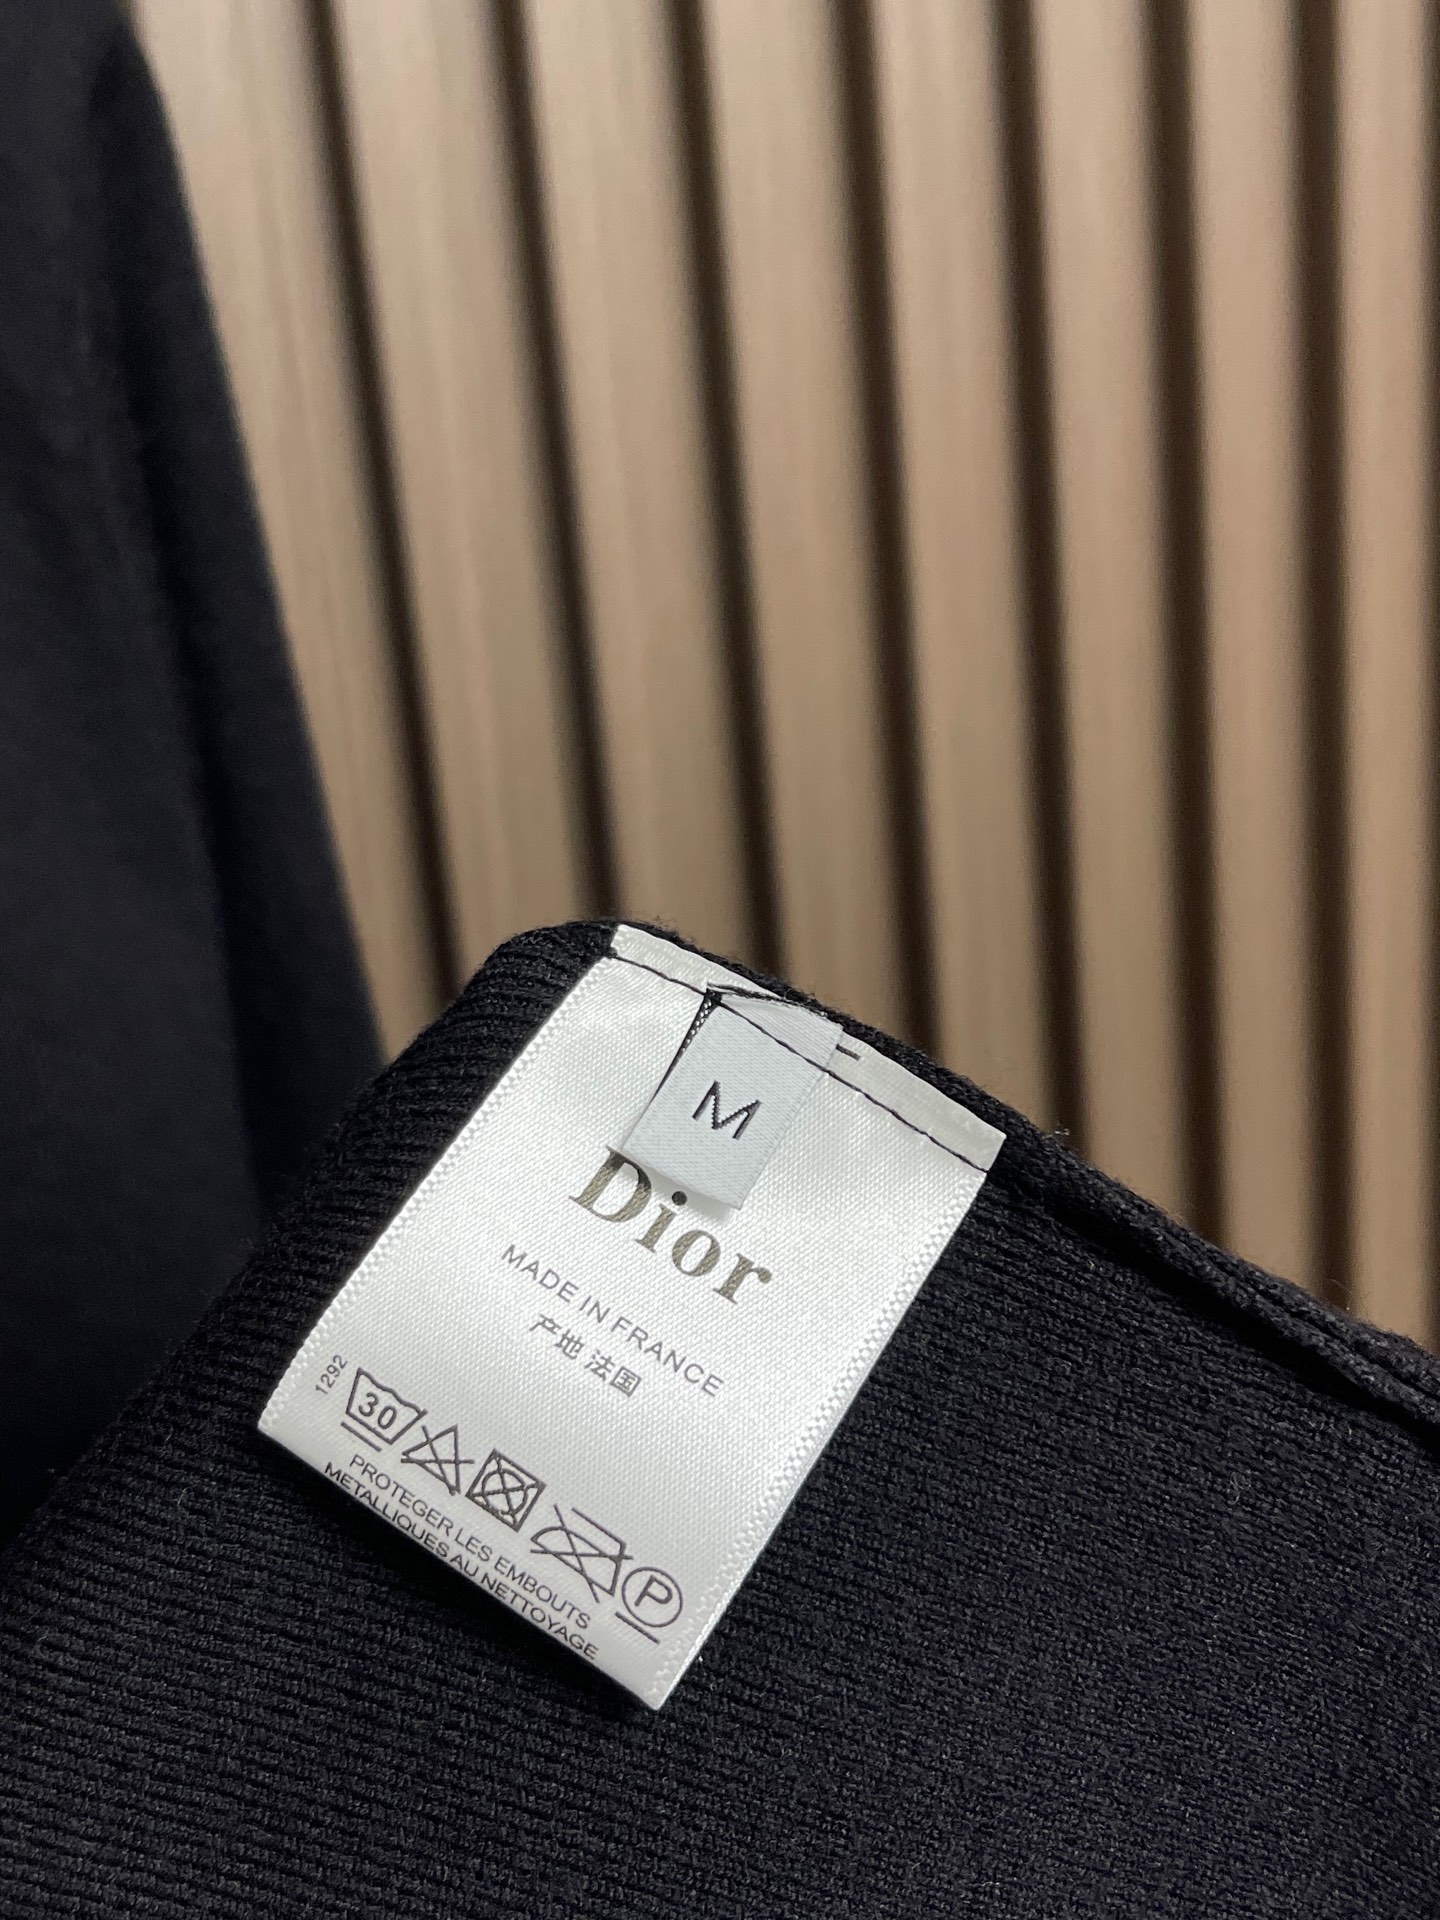 M
Dior
MADE IN FRANCE
产地 法国
1292
30
P
PROTEGER LES EMBOUTS
METALLIQUES AU NETTOYAGE